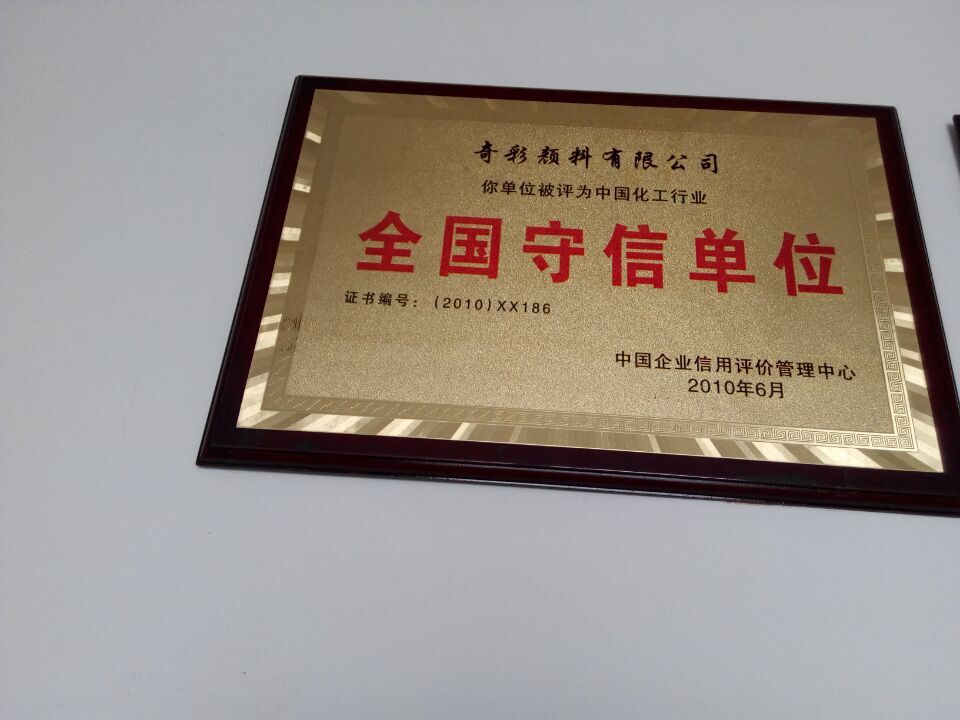 奇彩颜料有限公司
你单位被评为中国化工行业
全国守信单位
证书编号：(2010)XX186
中国企业信用评价管理中心
2010年6月